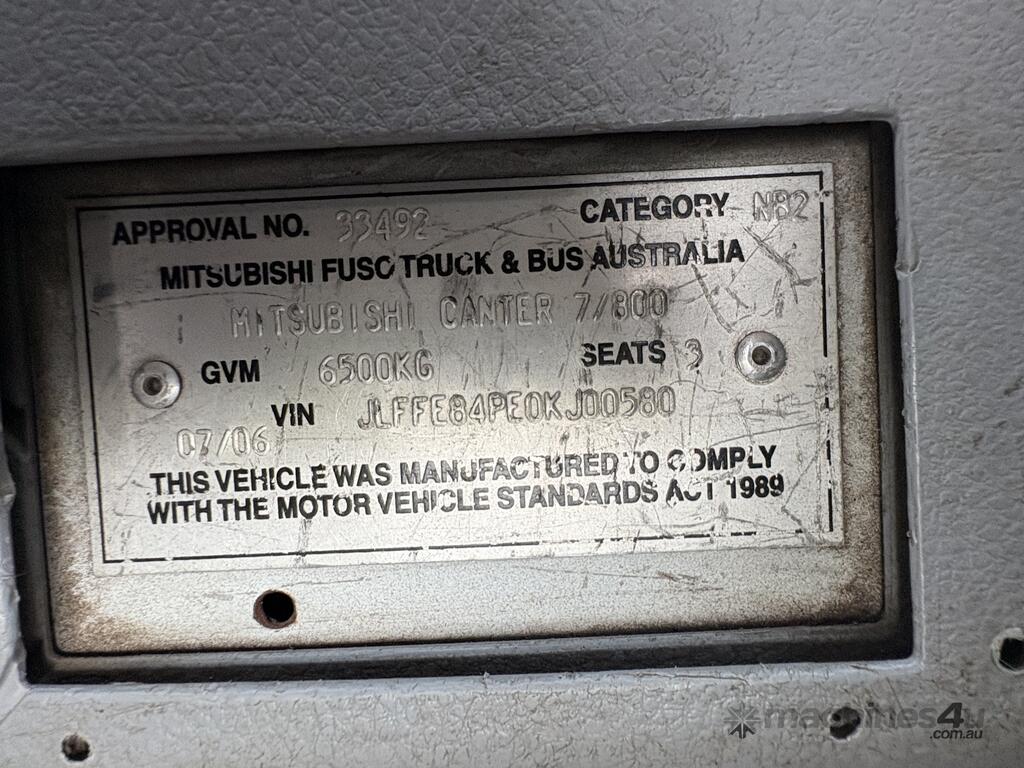 APPROVAL NO. 33492 CATEGORY NB2
MITSUBISHI FUSO TRUCK & BUS AUSTRALIA
MITSUBISHI CANTER 7/800
GVM 6500KG SEATS 3
VIN JLFFE84PE0KJ00580
07/06
THIS VEHICLE WAS MANUFACTURED TO COMPLY
WITH THE MOTOR VEHICLE STANDARDS ACT 1989
machines4u
.com.au